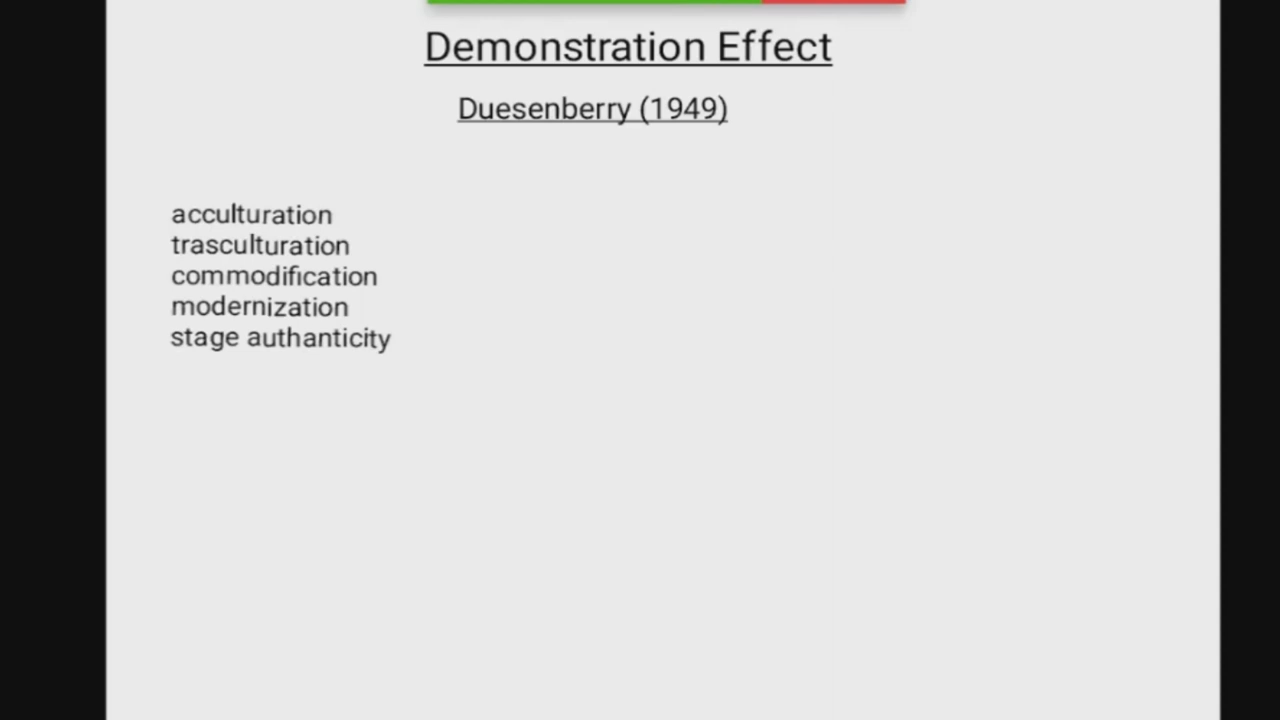 Demonstration Effect
Duesenberry (1949)
acculturation
trasculturation
commodification
modernization
stage authanticity